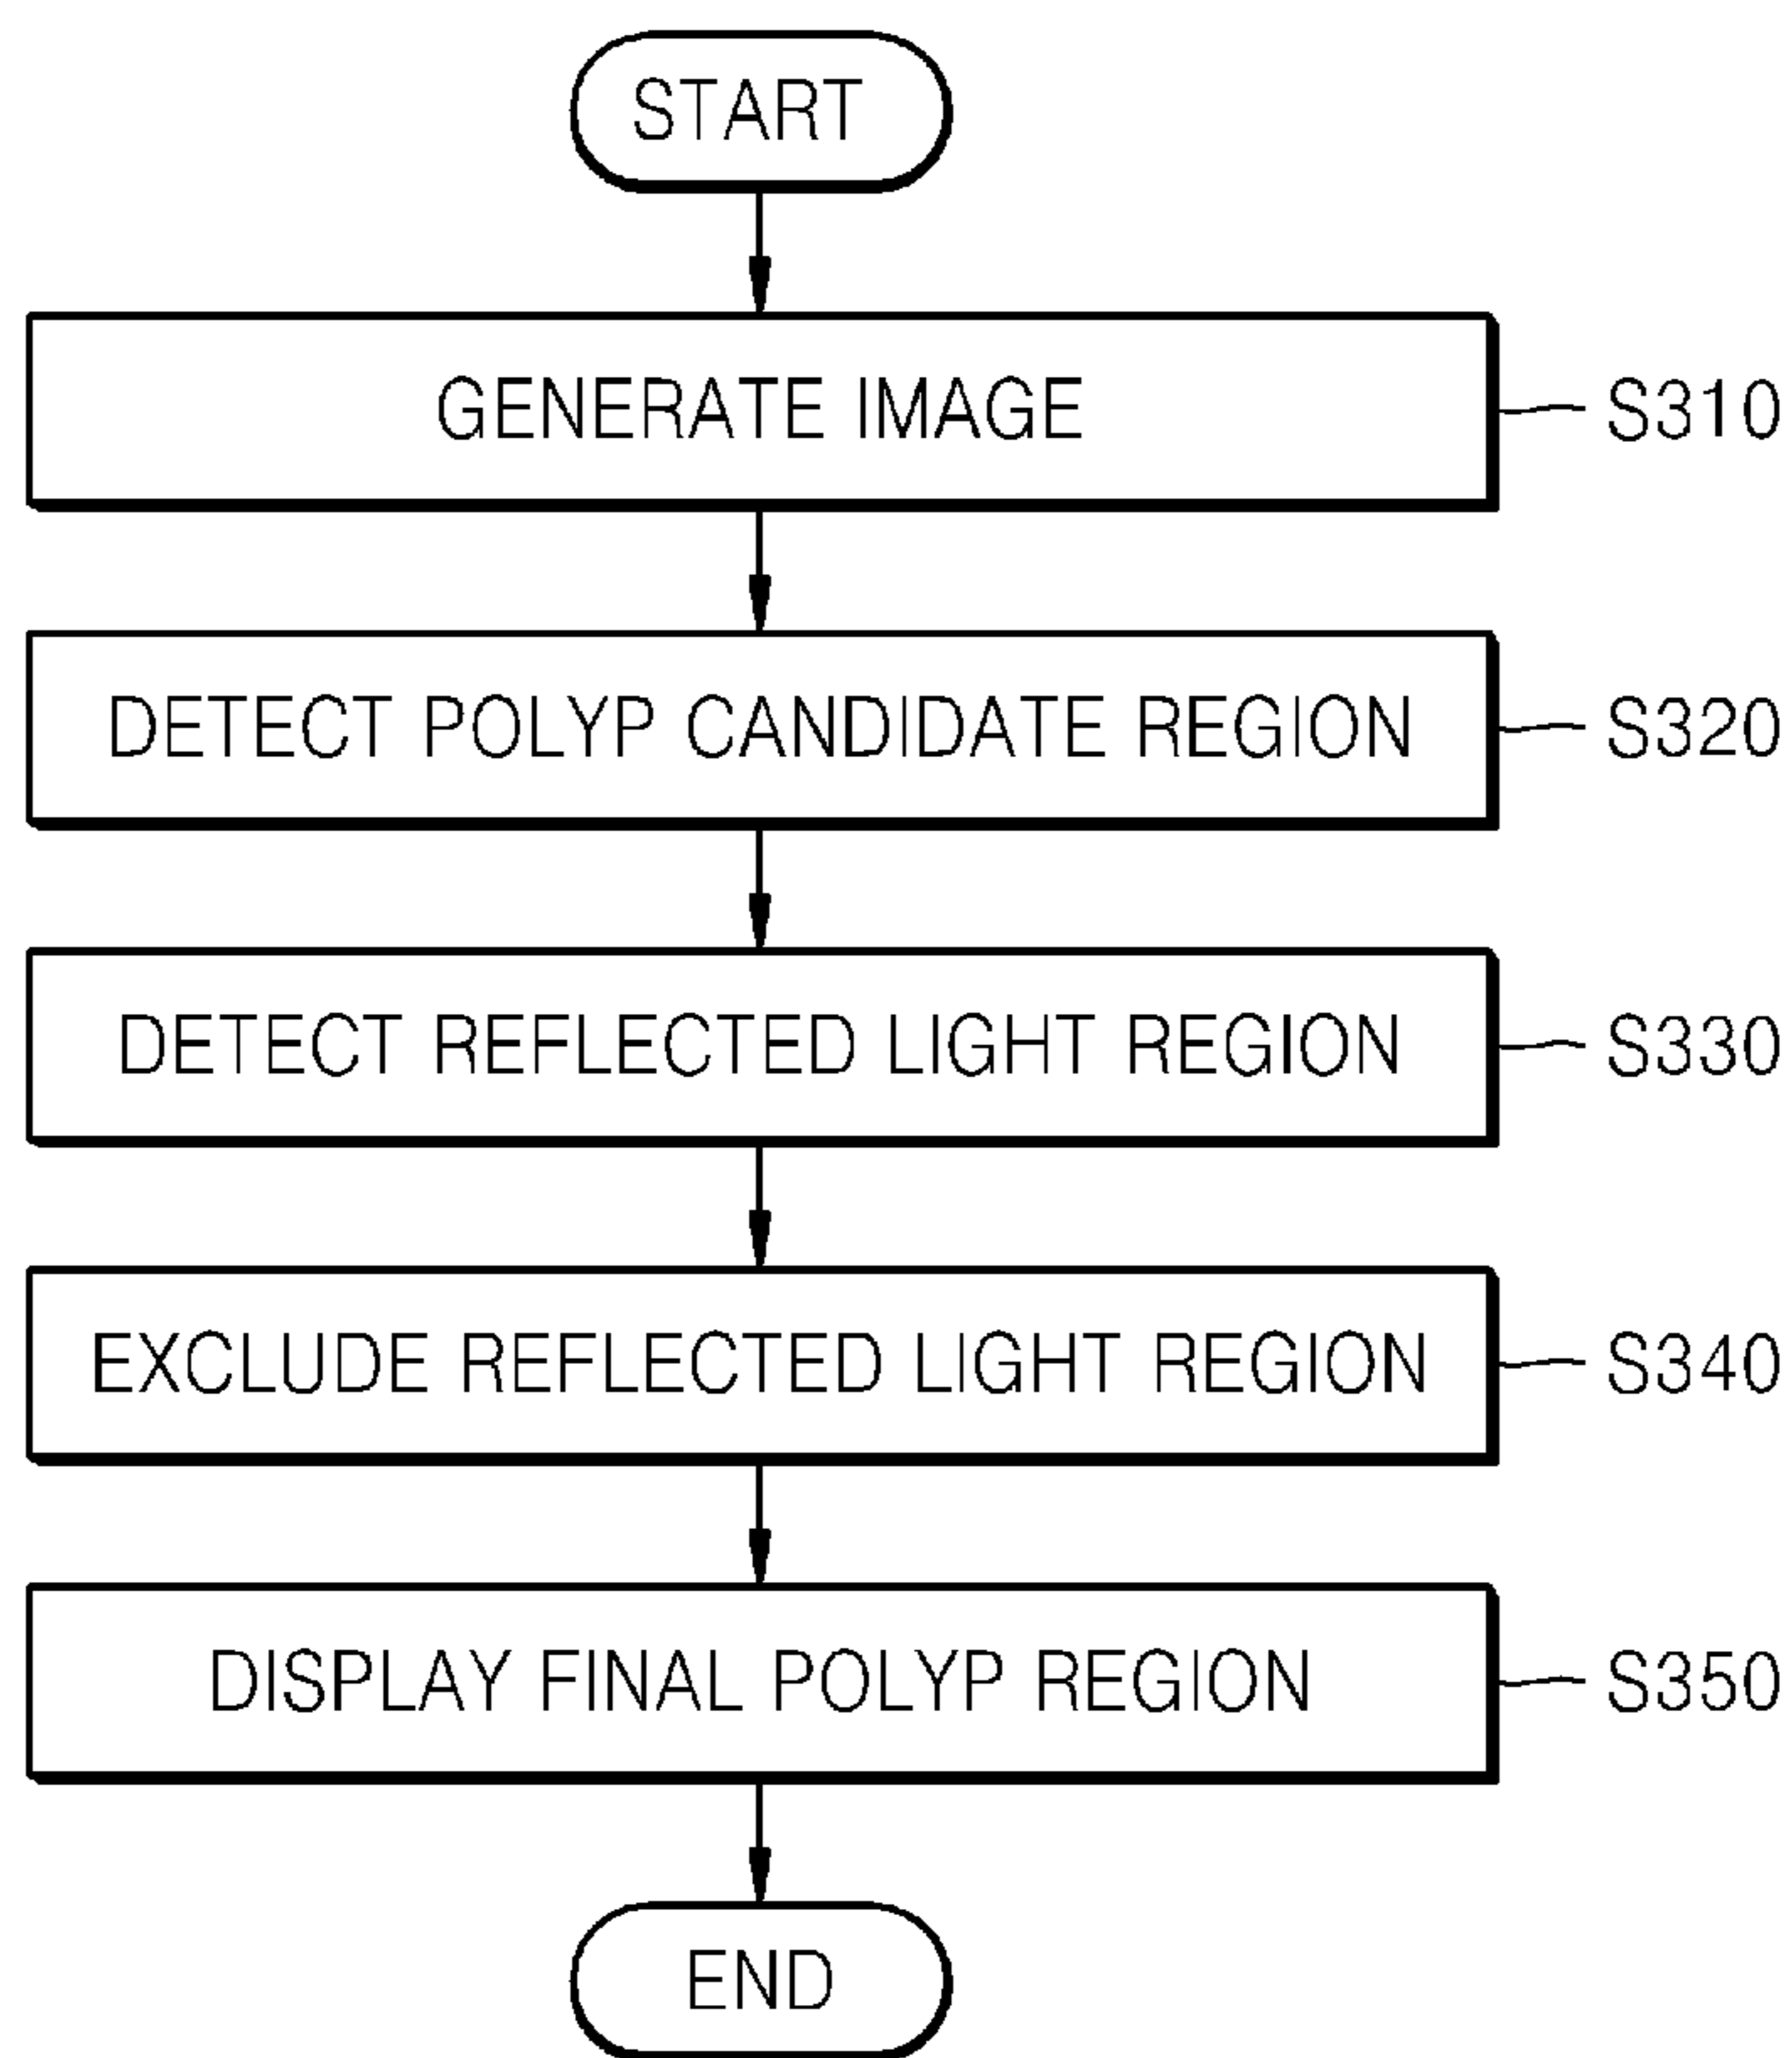 START
GENERATE IMAGE S310
DETECT POLYP CANDIDATE REGION S320
DETECT REFLECTED LIGHT REGION S330
EXCLUDE REFLECTED LIGHT REGION S340
DISPLAY FINAL POLYP REGION S350
END